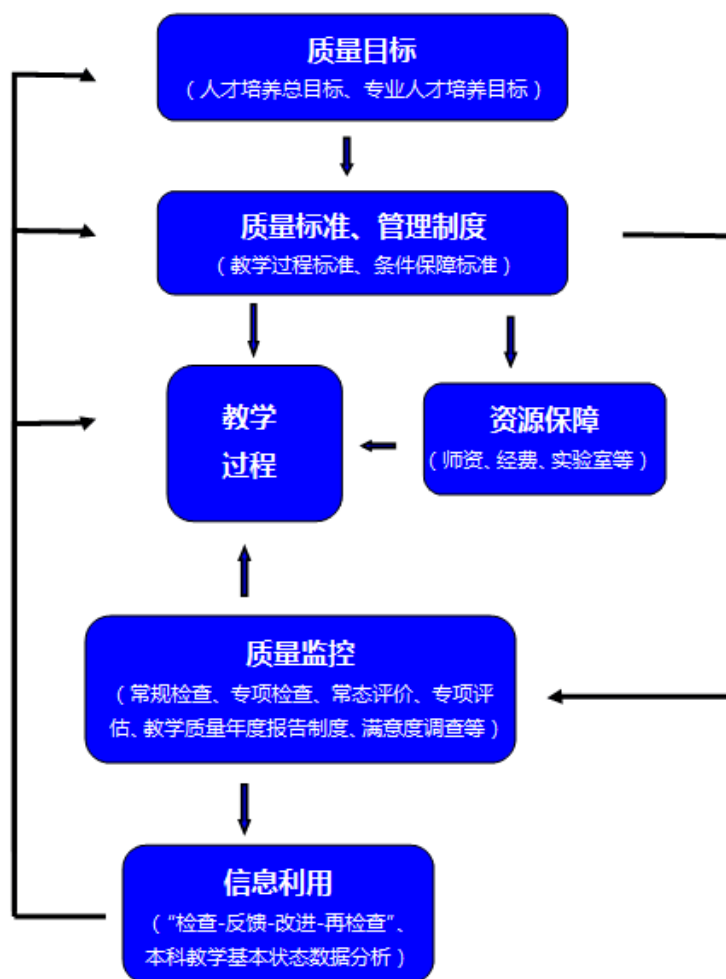 质量目标
（人才培养总目标、专业人才培养目标）
质量标准、管理制度
（教学过程标准、条件保障标准）
教学
过程
资源保障
（师资、经费、实验室等）
质量监控
（常规检查、专项检查、常态评价、专项评
估、教学质量年度报告制度、满意度调查等）
信息利用
（“检查-反馈-改进-再检查”、
本科教学基本状态数据分析）